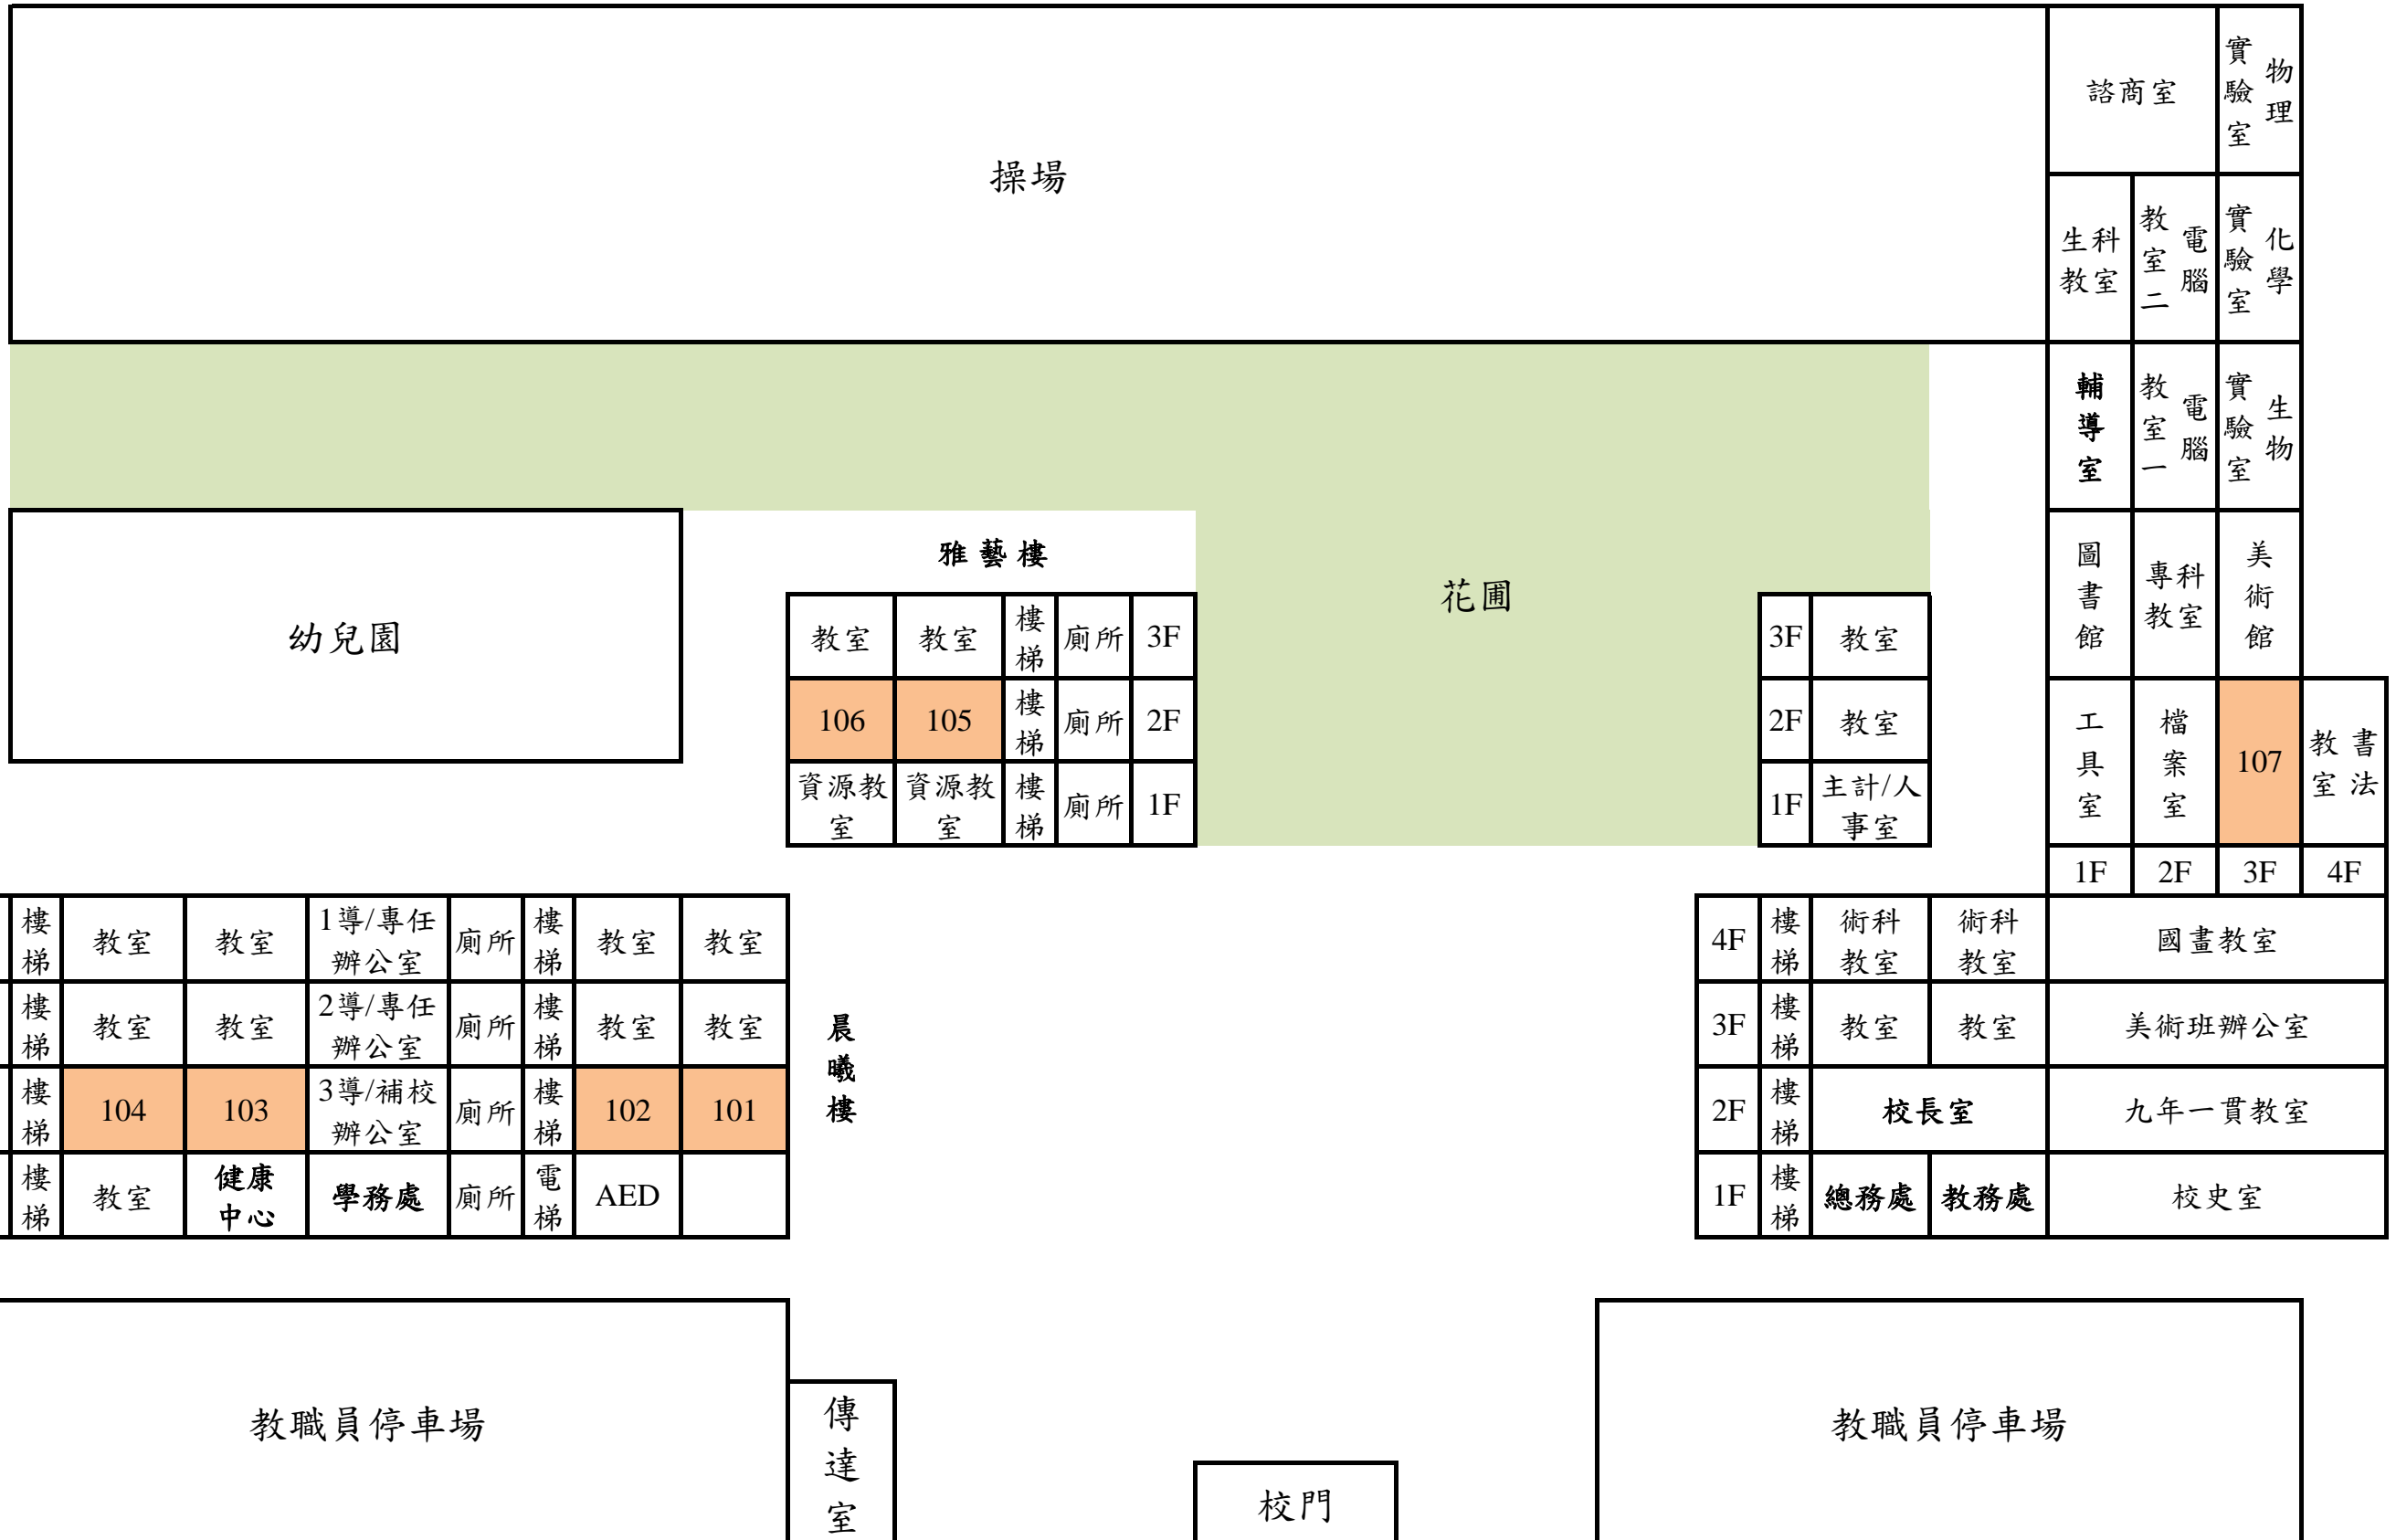 操場
諮商室
物理實驗室
生科
教室
電腦教室二
化學實驗室
輔導室
電腦教室一
生物實驗室
幼兒園
雅藝樓
花圃
圖書館
專科
教室
美術館
教室 教室 樓梯 廁所 3F
106 105 樓梯 廁所 2F
資源教室 資源教室 樓梯 廁所 1F
3F 教室
2F 教室
1F 主計/人事室
工具室
檔案室
107
書法教室
1F 2F 3F 4F
樓梯 教室 教室 1導/專任辦公室 廁所 樓梯 教室 教室
樓梯 教室 教室 2導/專任辦公室 廁所 樓梯 教室 教室
樓梯 104 103 3導/補校辦公室 廁所 樓梯 102 101
樓梯 教室 健康中心 學務處 廁所 電梯 AED
晨曦樓
4F 樓梯 術科教室 術科教室 國畫教室
3F 樓梯 教室 教室 美術班辦公室
2F 樓梯 校長室 九年一貫教室
1F 樓梯 總務處 教務處 校史室
教職員停車場
傳達室
校門
教職員停車場